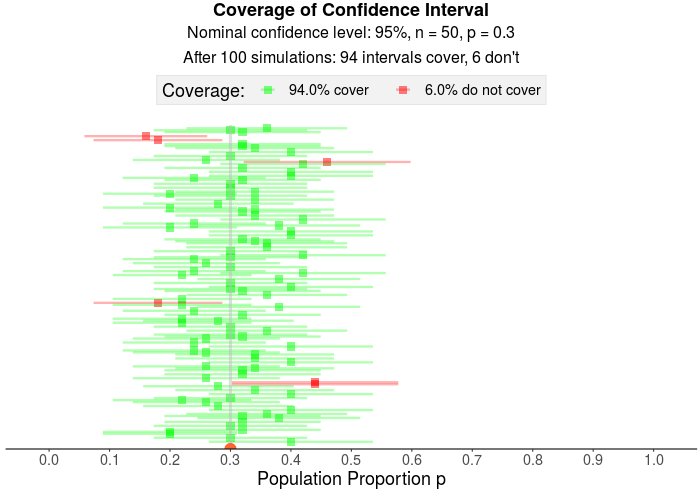 Coverage of Confidence Interval
Nominal confidence level: 95%, n = 50, p = 0.3
After 100 simulations: 94 intervals cover, 6 don't
Coverage: 94.0% cover 6.0% do not cover
0.0 0.1 0.2 0.3 0.4 0.5 0.6 0.7 0.8 0.9 1.0
Population Proportion p